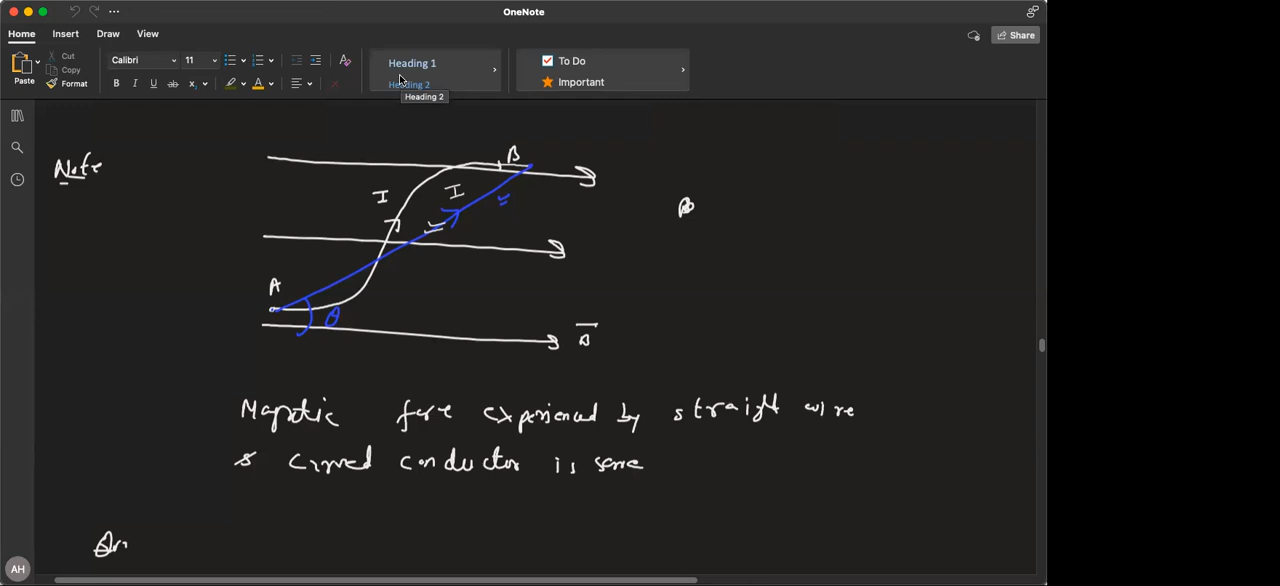 OneNote
Home Insert Draw View
Share
Paste
Cut
Copy
Format
Calibri 11
B I U ab x
A
Heading 1
Heading 2
Heading 2
To Do
Important
Note
B
I I
A
θ
B
Magnetic force experienced by straight wire
& curved conductor is same
AH